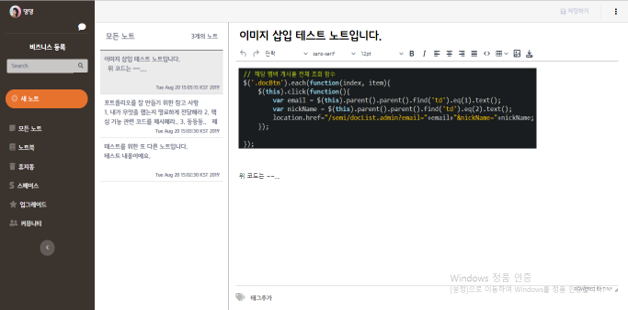 멍멍
비즈니스 등록
Search
새 노트
모든 노트
노트북
휴지통
스페이스
업그레이드
커뮤니티
모든 노트
3개의 노트
이미지 삽입 테스트 노트입니다.
위 코드는 ~~....
Tue Aug 20 15:05:15 KST 2019
포트폴리오를 잘 만들기 위한 참고 사항
1. 내가 무엇을 했는지 명료하게 전달해라 2. 핵
심 기능 관련 코드를 제시해라.. 3. 등등등.. 제
Tue Aug 20 15:03:30 KST 2019
테스트를 위한 또 다른 노트입니다.
테스트 내용이에요.
Tue Aug 20 15:02:30 KST 2019
저장하기
이미지 삽입 테스트 노트입니다.
단락
sans-serif
12pt
B
I
// 해당 멤버 게시물 전체 조회 함수
$('.docBtn').each(function(index, item){
$(this).click(function(){
var email = $(this).parent().parent().find('td').eq(1).text();
var nickName = $(this).parent().parent().find('td').eq(2).text();
location.href="/semi/docList.admin?email="+email+"&nickName="+nickName;
});
});
위 코드는 ~~...
Windows 정품 인증
[설정]으로 이동하여 Windows를 정품 인증
태그추가